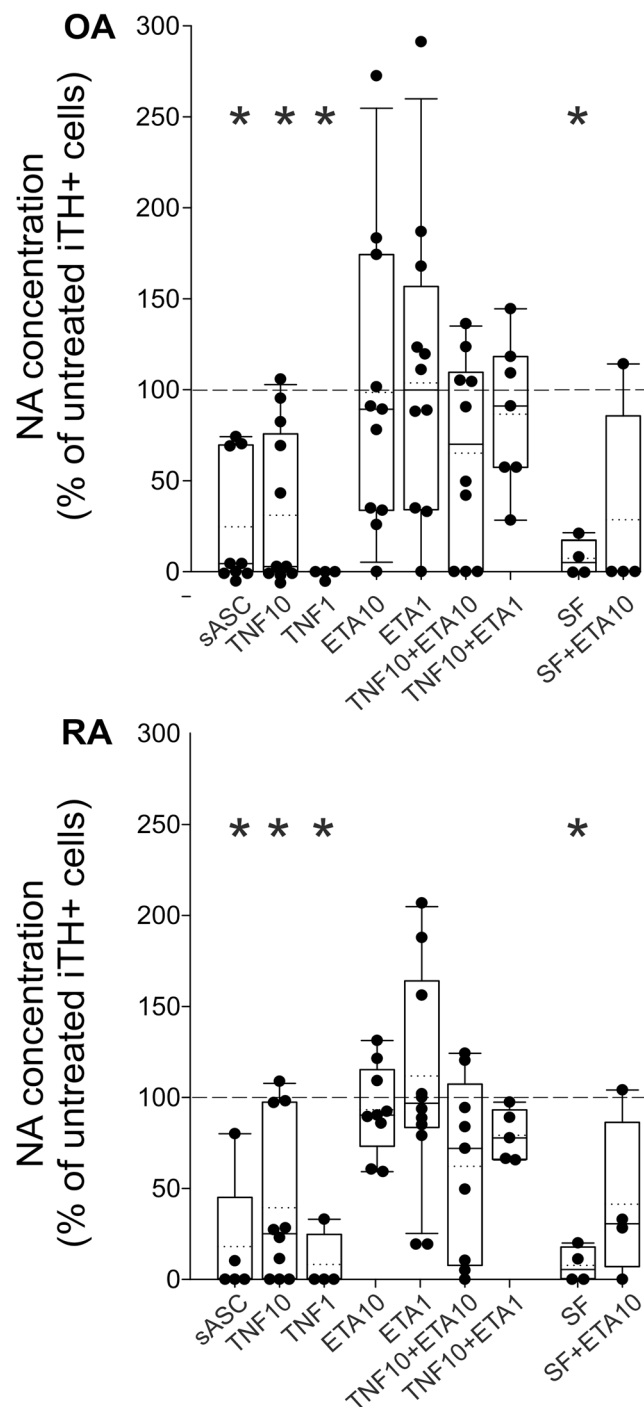 OA
NA concentration
(% of untreated iTH+ cells)
300
250
200
150
100
50
0
* * * *
sASC
TNF10
TNF1
ETA10
ETA1
TNF10+ETA10
TNF10+ETA1
SF
SF+ETA10
RA
NA concentration
(% of untreated iTH+ cells)
300
250
200
150
100
50
0
* * * *
sASC
TNF10
TNF1
ETA10
ETA1
TNF10+ETA10
TNF10+ETA1
SF
SF+ETA10